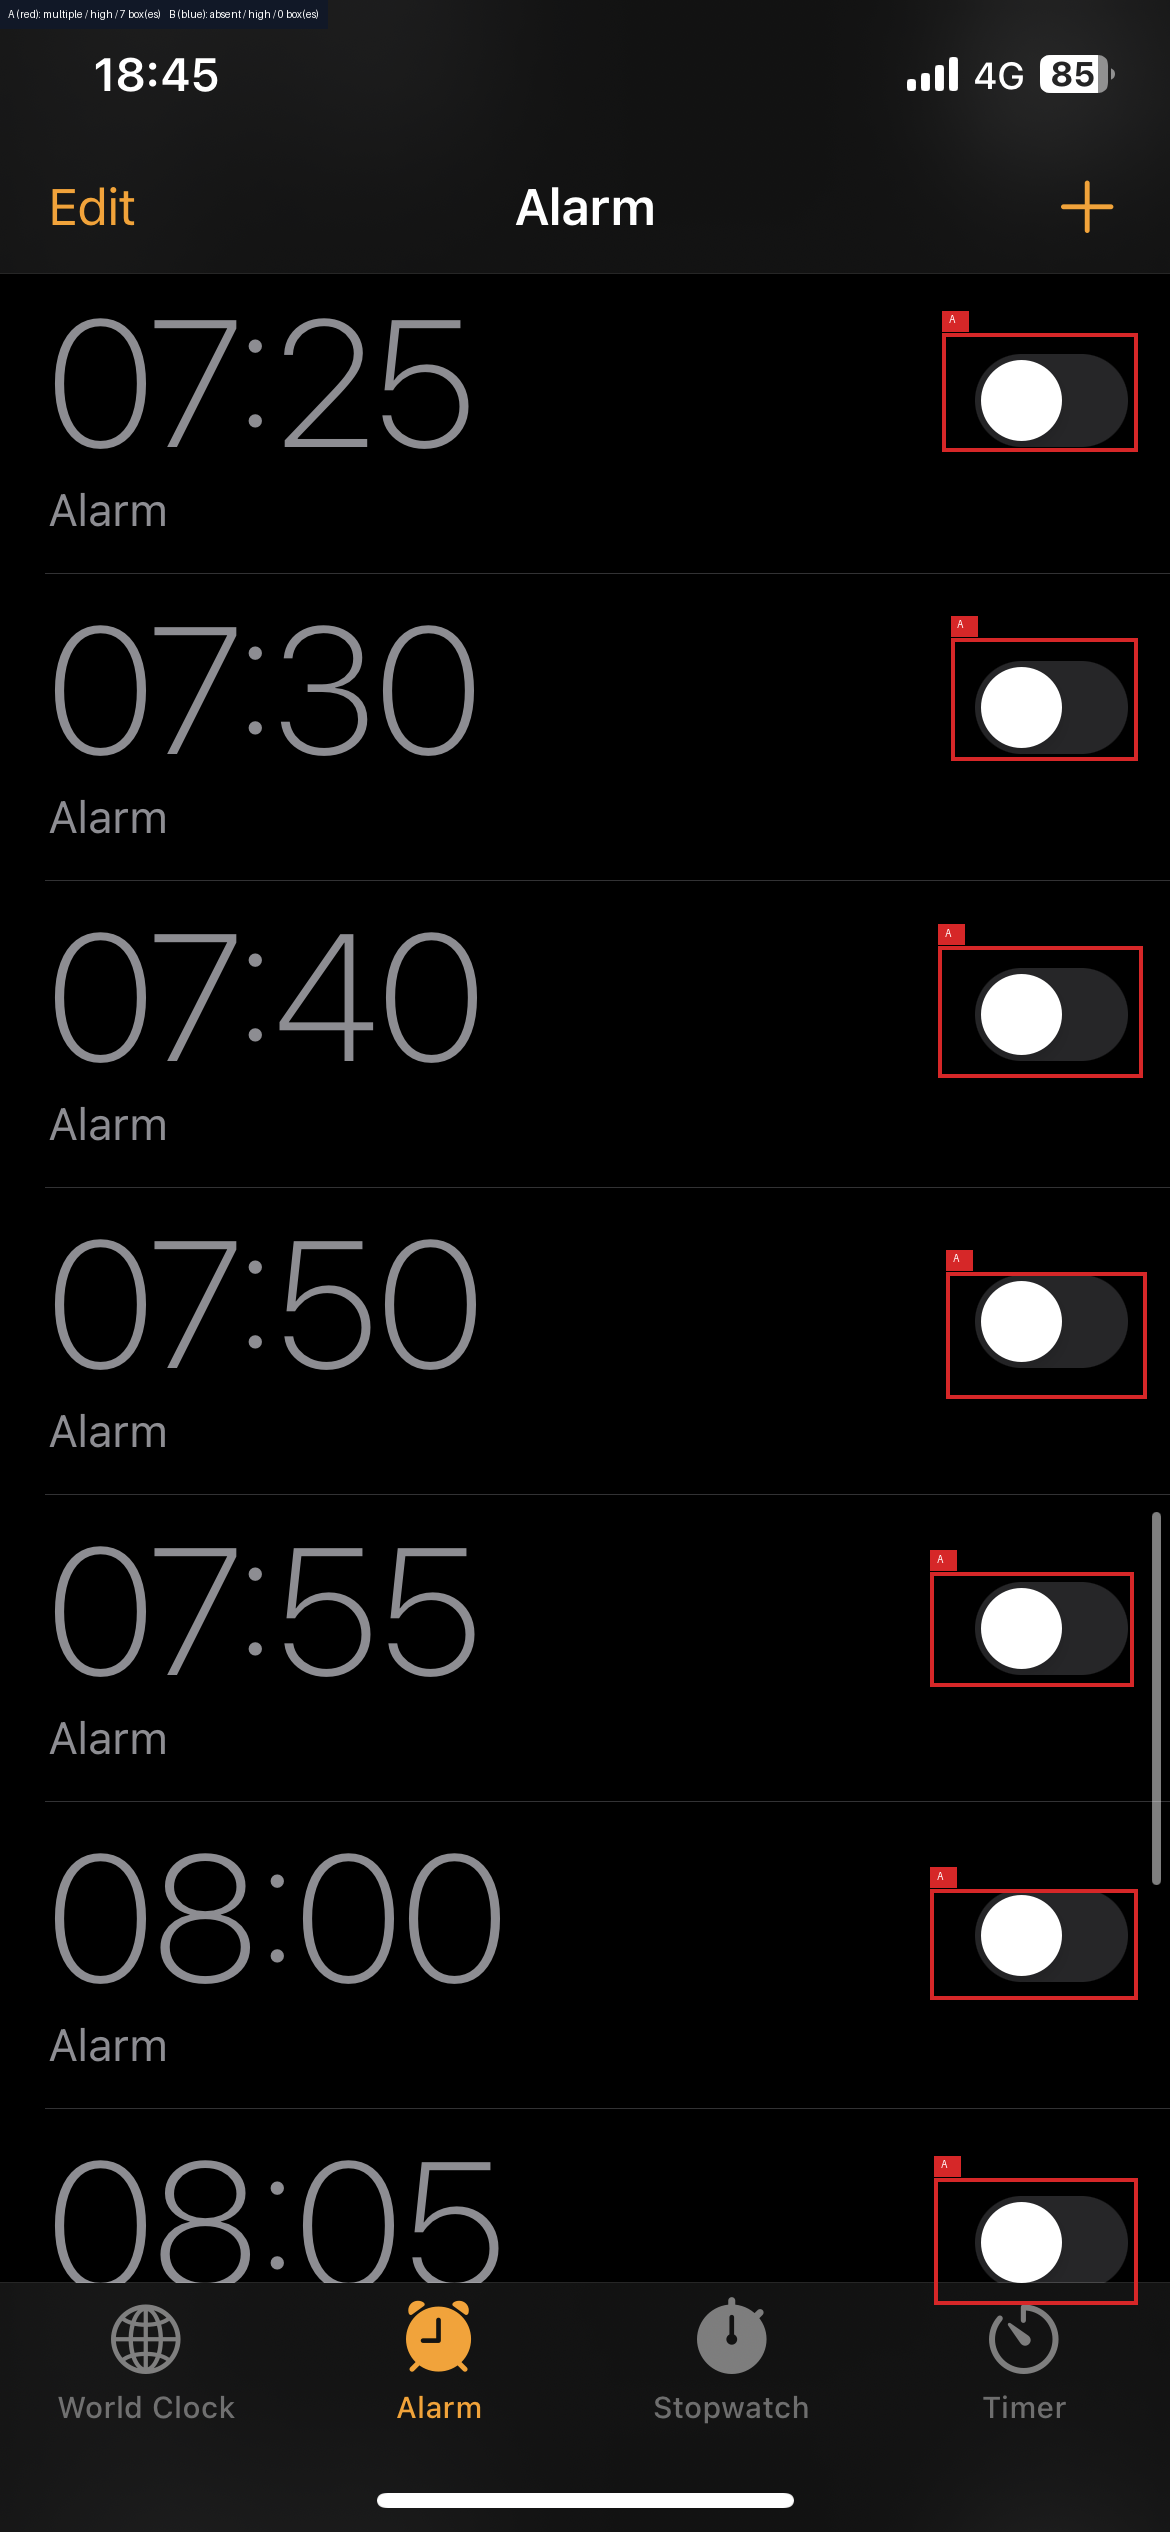 A (red): multiple / high / 7 box(es) B (blue): absent / high / 0 box(es)
18:45 4G 85
Edit Alarm
A
07:25
Alarm
A
07:30
Alarm
A
07:40
Alarm
A
07:50
Alarm
A
07:55
Alarm
A
08:00
Alarm
A
08:05
World Clock Alarm Stopwatch Timer